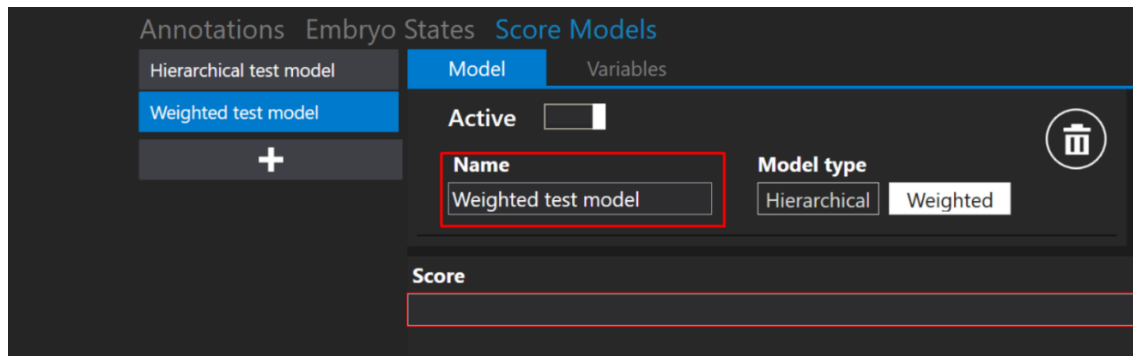 Annotations Embryo States Score Models
Hierarchical test model
Model Variables
Weighted test model
Active
Name
Model type
Weighted test model
Hierarchical Weighted
Score